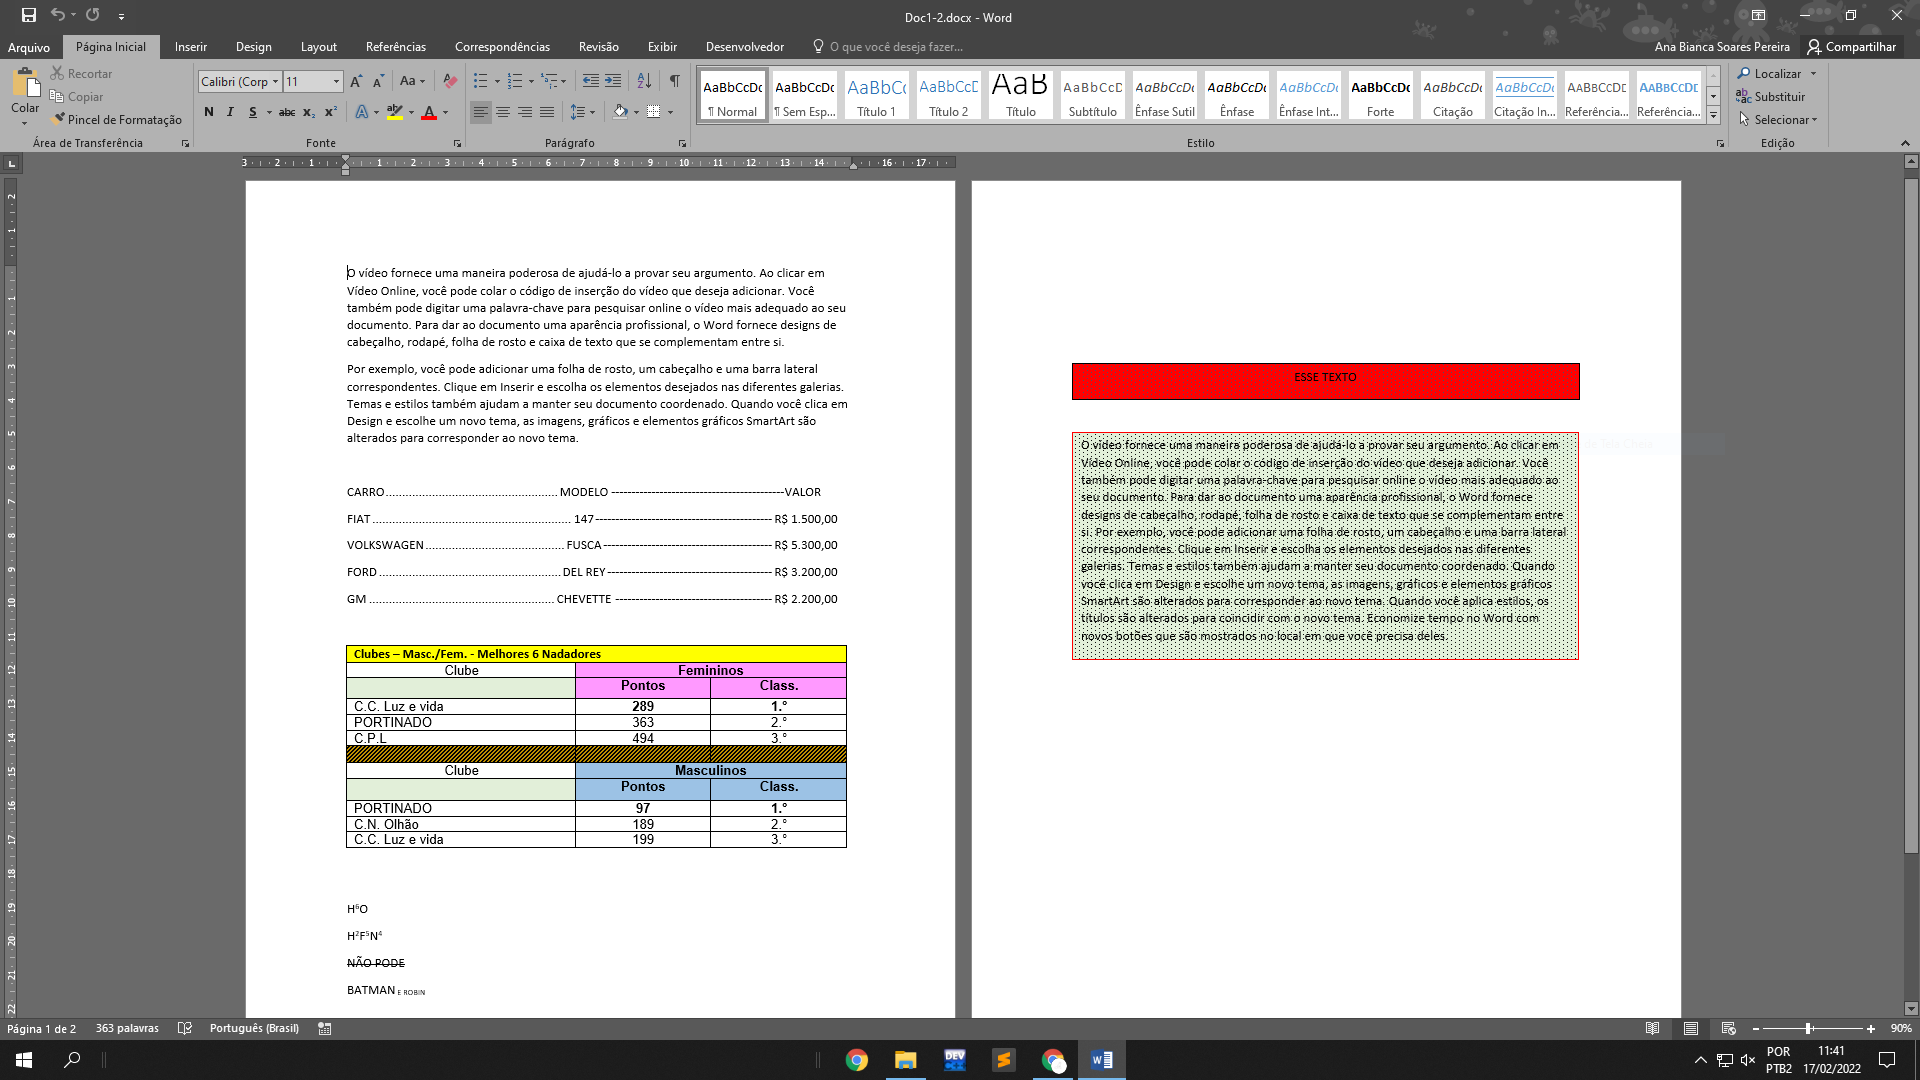 Doc1-2.docx - Word
Arquivo Página Inicial Inserir Design Layout Referências Correspondências Revisão Exibir Desenvolvedor O que você deseja fazer... Ana Bianca Soares Pereira Compartilhar
Colar
Recortar
Copiar
Pincel de Formatação
Área de Transferência
Calibri (Corp 11
Aa
N I S abc x₂ x²
Fonte
Parágrafo
AaBbCcDc AaBbCcDc AaBbCc AaBbCcD AaB AaBbCcD AaBbCcDc AaBbCcDc AaBbCcDc AaBbCcDc AaBbCcDc AaBbCcDc AaBbCcDc AaBbCcDc
¶ Normal ¶ Sem Esp... Título 1 Título 2 Título Subtítulo Ênfase Sutil Ênfase Ênfase Int... Forte Citação Citação In... Referência... Referência...
Estilo
Localizar
Substituir
Selecionar
Edição
3 2 1 1 2 3 4 5 6 7 8 9 10 11 12 13 14 16 17
O vídeo fornece uma maneira poderosa de ajudá-lo a provar seu argumento. Ao clicar em
Vídeo Online, você pode colar o código de inserção do vídeo que deseja adicionar. Você
também pode digitar uma palavra-chave para pesquisar online o vídeo mais adequado ao seu
documento. Para dar ao documento uma aparência profissional, o Word fornece designs de
cabeçalho, rodapé, folha de rosto e caixa de texto que se complementam entre si.
Por exemplo, você pode adicionar uma folha de rosto, um cabeçalho e uma barra lateral
correspondentes. Clique em Inserir e escolha os elementos desejados nas diferentes galerias.
Temas e estilos também ajudam a manter seu documento coordenado. Quando você clica em
Design e escolhe um novo tema, as imagens, gráficos e elementos gráficos SmartArt são
alterados para corresponder ao novo tema.
CARRO..................................................... MODELO --------------------------------------------VALOR
FIAT ............................................................. 147--------------------------------------------- R$ 1.500,00
VOLKSWAGEN........................................... FUSCA------------------------------------------- R$ 5.300,00
FORD ........................................................ DEL REY------------------------------------------ R$ 3.200,00
GM ......................................................... CHEVETTE ---------------------------------------- R$ 2.200,00
Clubes – Masc./Fem. - Melhores 6 Nadadores
Clube Femininos
Pontos Class.
C.C. Luz e vida 289 1.°
PORTINADO 363 2.°
C.P.L 494 3.°
Clube Masculinos
Pontos Class.
PORTINADO 97 1.°
C.N. Olhão 189 2.°
C.C. Luz e vida 199 3.°
H⁶O
H²F⁵N⁴
NÃO PODE
BATMAN E ROBIN
ESSE TEXTO
O vídeo fornece uma maneira poderosa de ajudá-lo a provar seu argumento. Ao clicar em
Vídeo Online, você pode colar o código de inserção do vídeo que deseja adicionar. Você
também pode digitar uma palavra-chave para pesquisar online o vídeo mais adequado ao
seu documento. Para dar ao documento uma aparência profissional, o Word fornece
designs de cabeçalho, rodapé, folha de rosto e caixa de texto que se complementam entre
si. Por exemplo, você pode adicionar uma folha de rosto, um cabeçalho e uma barra lateral
correspondentes. Clique em Inserir e escolha os elementos desejados nas diferentes
galerias. Temas e estilos também ajudam a manter seu documento coordenado. Quando
você clica em Design e escolhe um novo tema, as imagens, gráficos e elementos gráficos
SmartArt são alterados para corresponder ao novo tema. Quando você aplica estilos, os
títulos são alterados para coincidir com o novo tema. Economize tempo no Word com
novos botões que são mostrados no local em que você precisa deles.
Página 1 de 2 363 palavras Português (Brasil) 90%
DEV C++
POR
PTB2
11:41
17/02/2022